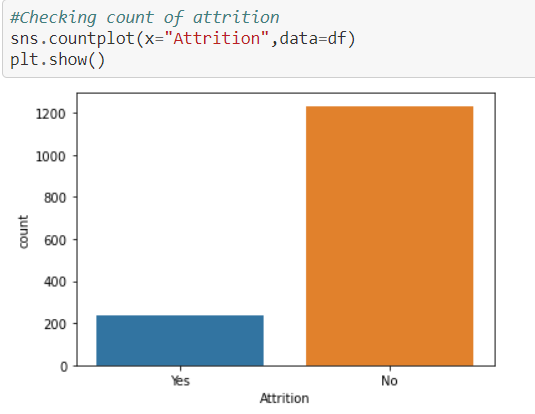 #Checking count of attrition
sns.countplot(x="Attrition",data=df)
plt.show()
1200
1000
800
600
400
200
0
count
Yes No
Attrition